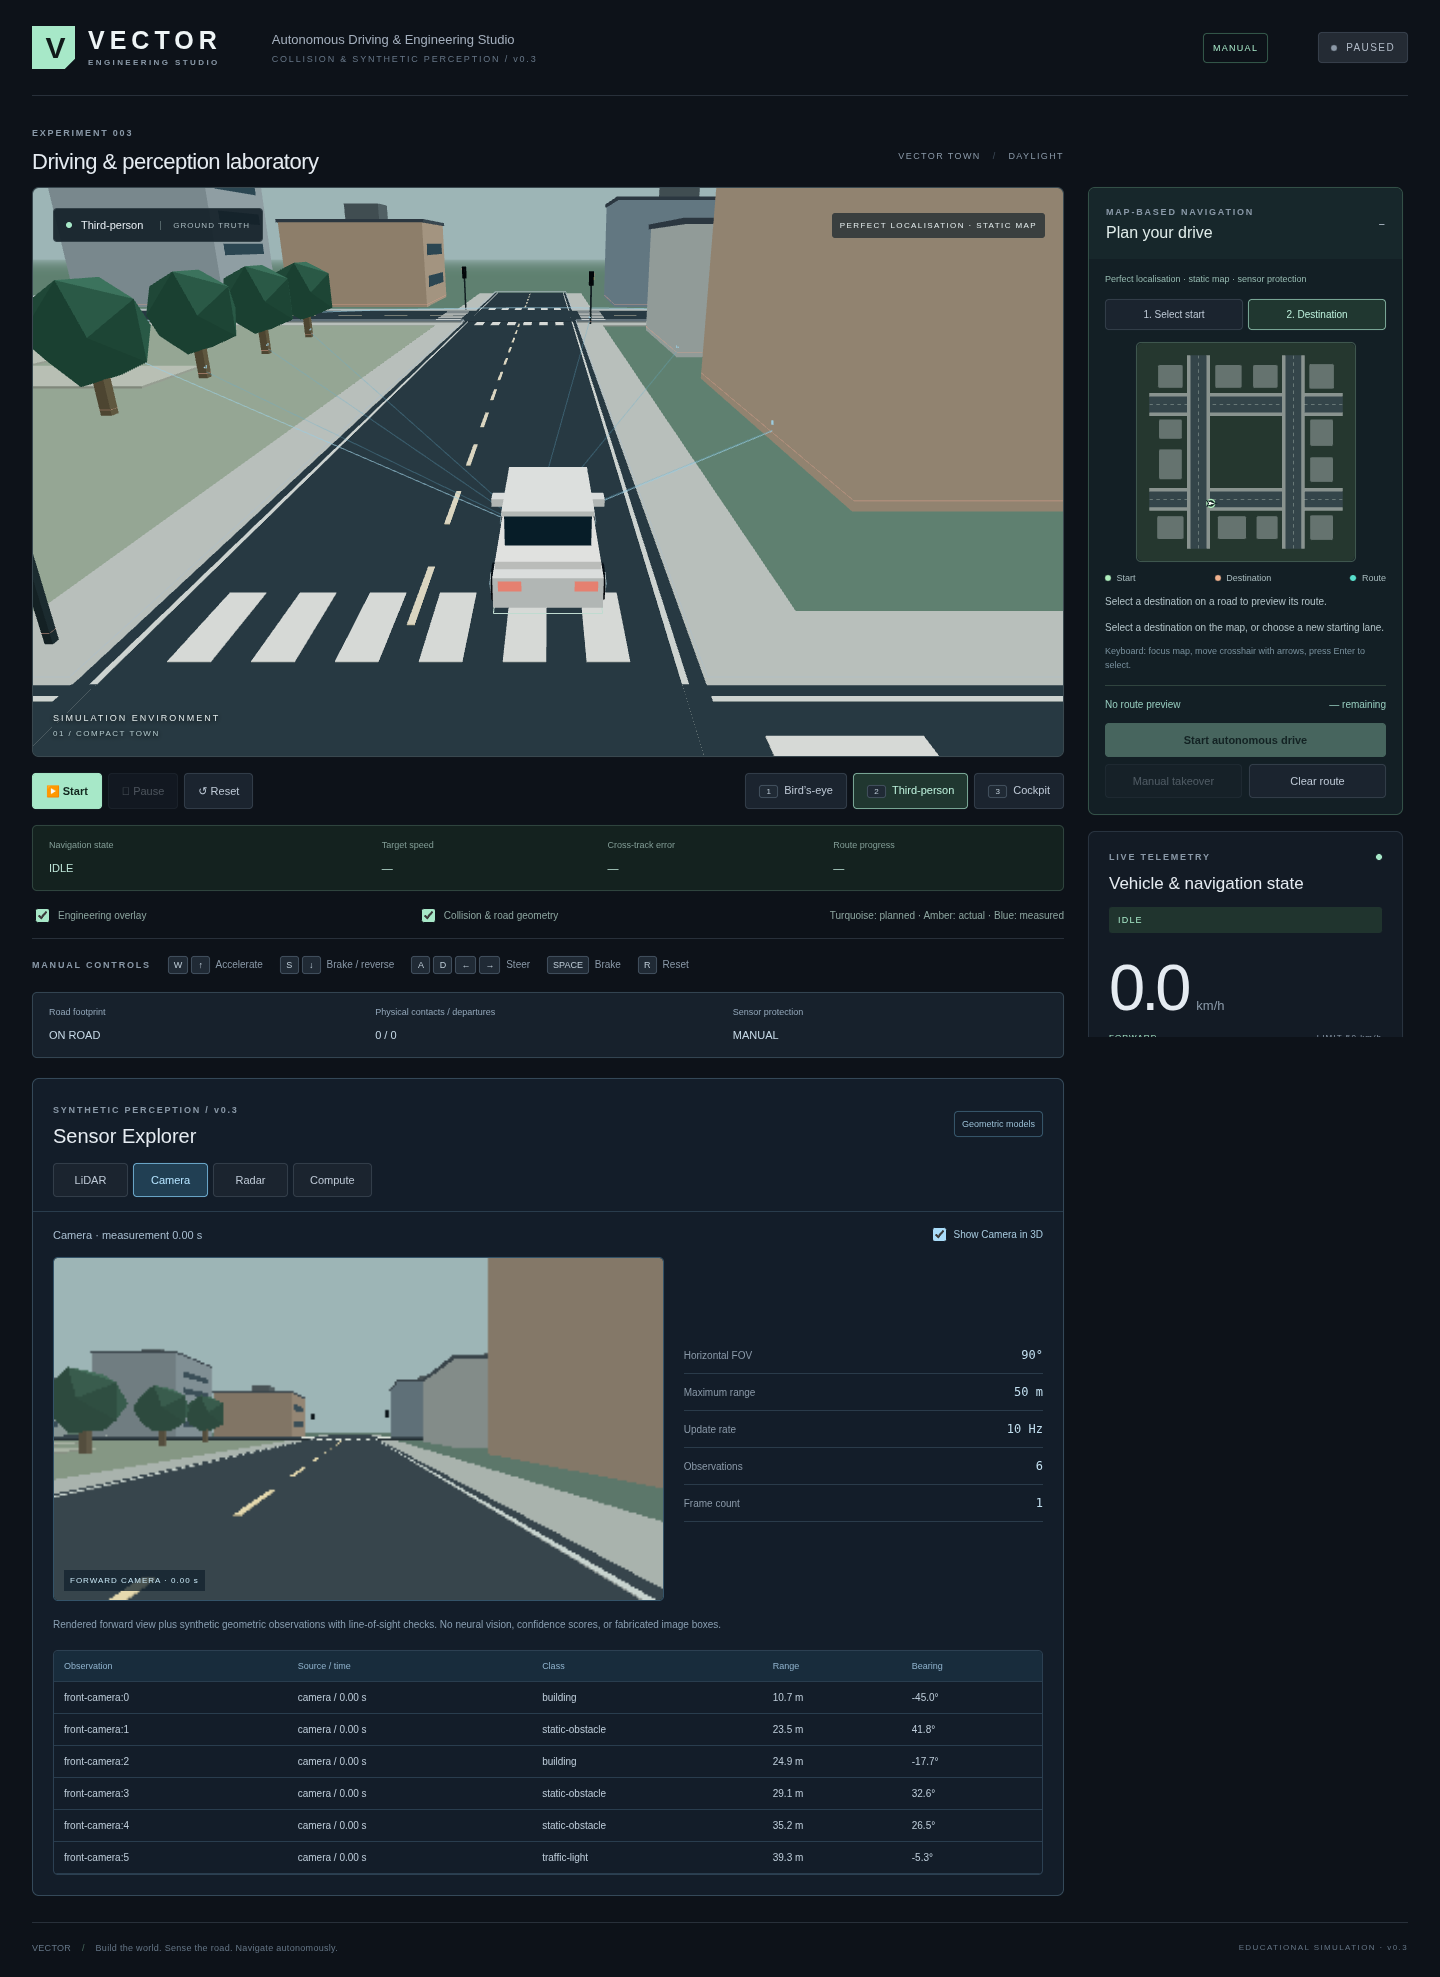 V VECTOR
ENGINEERING STUDIO
Autonomous Driving & Engineering Studio
COLLISION & SYNTHETIC PERCEPTION / v0.3
MANUAL
PAUSED
EXPERIMENT 003
Driving & perception laboratory
VECTOR TOWN / DAYLIGHT
Third-person | GROUND TRUTH
PERFECT LOCALISATION · STATIC MAP
SIMULATION ENVIRONMENT
01 / COMPACT TOWN
Start
Pause
↺ Reset
1 Bird's-eye
2 Third-person
3 Cockpit
Navigation state
Target speed
Cross-track error
Route progress
IDLE
—
—
—
Engineering overlay
Collision & road geometry
Turquoise: planned · Amber: actual · Blue: measured
MANUAL CONTROLS W ↑ Accelerate S ↓ Brake / reverse A D ← → Steer SPACE Brake R Reset
Road footprint
Physical contacts / departures
Sensor protection
ON ROAD
0 / 0
MANUAL
MAP-BASED NAVIGATION
Plan your drive
–
Perfect localisation · static map · sensor protection
1. Select start
2. Destination
Start
Destination
Route
Select a destination on a road to preview its route.
Select a destination on the map, or choose a new starting lane.
Keyboard: focus map, move crosshair with arrows, press Enter to
select.
No route preview
— remaining
Start autonomous drive
Manual takeover
Clear route
LIVE TELEMETRY
Vehicle & navigation state
IDLE
0.0 km/h
SYNTHETIC PERCEPTION / v0.3
Sensor Explorer
Geometric models
LiDAR
Camera
Radar
Compute
Camera · measurement 0.00 s
Show Camera in 3D
FORWARD CAMERA · 0.00 s
Horizontal FOV 90°
Maximum range 50 m
Update rate 10 Hz
Observations 6
Frame count 1
Rendered forward view plus synthetic geometric observations with line-of-sight checks. No neural vision, confidence scores, or fabricated image boxes.
Observation Source / time Class Range Bearing
front-camera:0 camera / 0.00 s building 10.7 m -45.0°
front-camera:1 camera / 0.00 s static-obstacle 23.5 m 41.8°
front-camera:2 camera / 0.00 s building 24.9 m -17.7°
front-camera:3 camera / 0.00 s static-obstacle 29.1 m 32.6°
front-camera:4 camera / 0.00 s static-obstacle 35.2 m 26.5°
front-camera:5 camera / 0.00 s traffic-light 39.3 m -5.3°
VECTOR / Build the world. Sense the road. Navigate autonomously.
EDUCATIONAL SIMULATION · v0.3